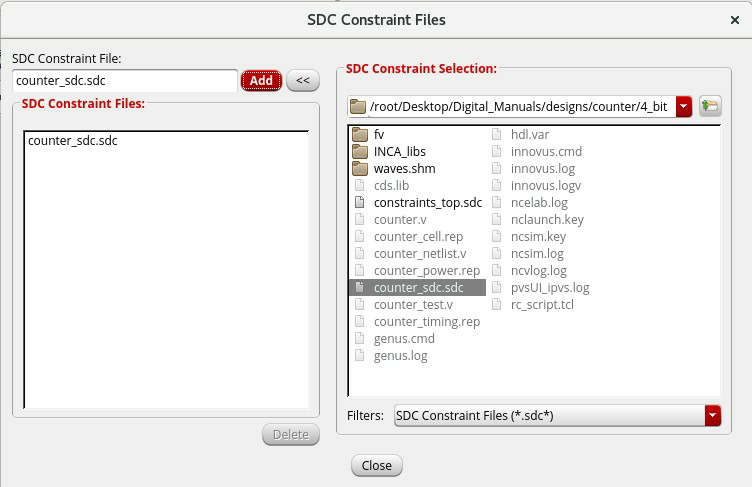 SDC Constraint Files
SDC Constraint File:
counter_sdc.sdc
Add
<<
SDC Constraint Files:
counter_sdc.sdc
Delete
SDC Constraint Selection:
/root/Desktop/Digital_Manuals/designs/counter/4_bit
fv
INCA_libs
waves.shm
cds.lib
constraints_top.sdc
counter.v
counter_cell.rep
counter_netlist.v
counter_power.rep
counter_sdc.sdc
counter_test.v
counter_timing.rep
genus.cmd
genus.log
hdl.var
innovus.cmd
innovus.log
innovus.logv
ncelab.log
nclaunch.key
ncsim.key
ncsim.log
ncvlog.log
pvsUI_ipvs.log
rc_script.tcl
Filters: SDC Constraint Files (*.sdc*)
Close